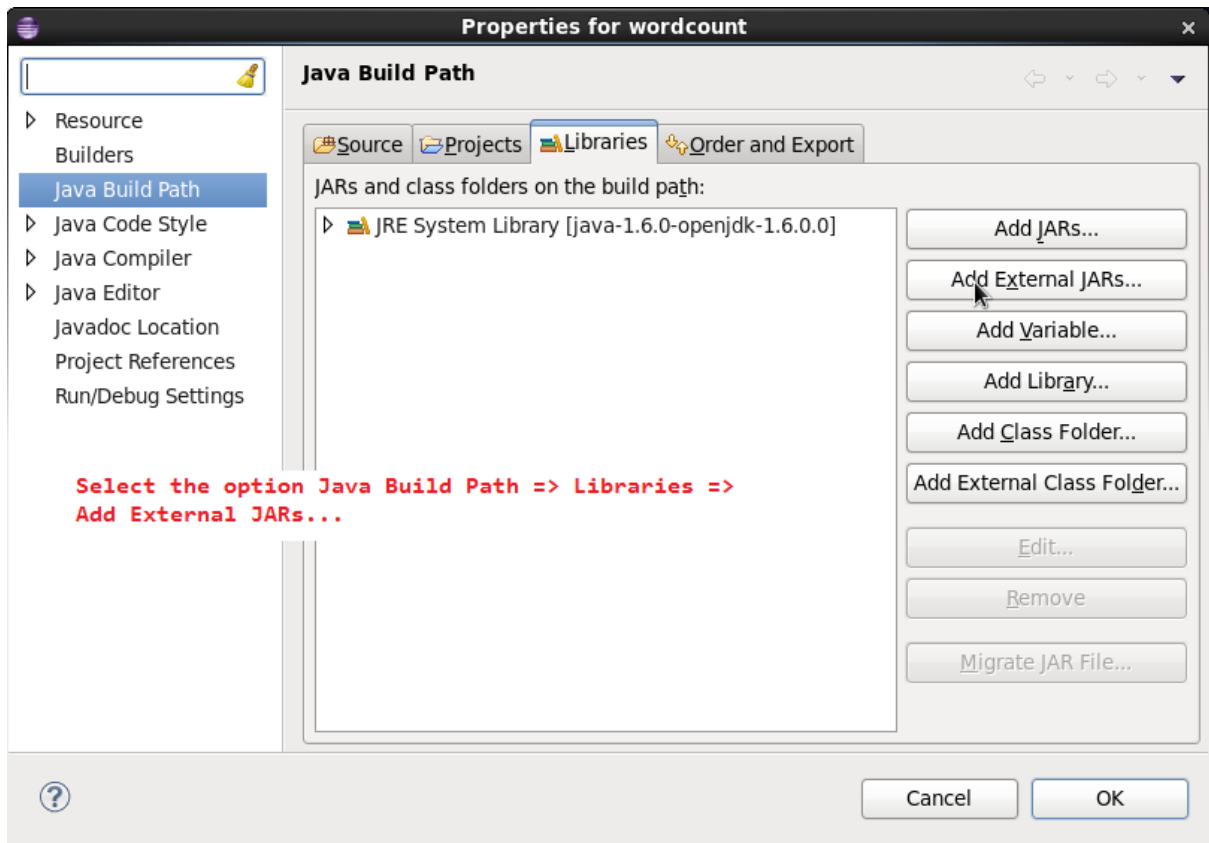 Properties for wordcount
Java Build Path
Resource
Builders
Java Build Path
Java Code Style
Java Compiler
Java Editor
Javadoc Location
Project References
Run/Debug Settings
Source Projects Libraries Order and Export
JARs and class folders on the build path:
JRE System Library [java-1.6.0-openjdk-1.6.0.0]
Add JARs...
Add External JARs...
Add Variable...
Add Library...
Add Class Folder...
Add External Class Folder...
Edit...
Remove
Migrate JAR File...
Select the option Java Build Path => Libraries =>
Add External JARs...
?
Cancel OK